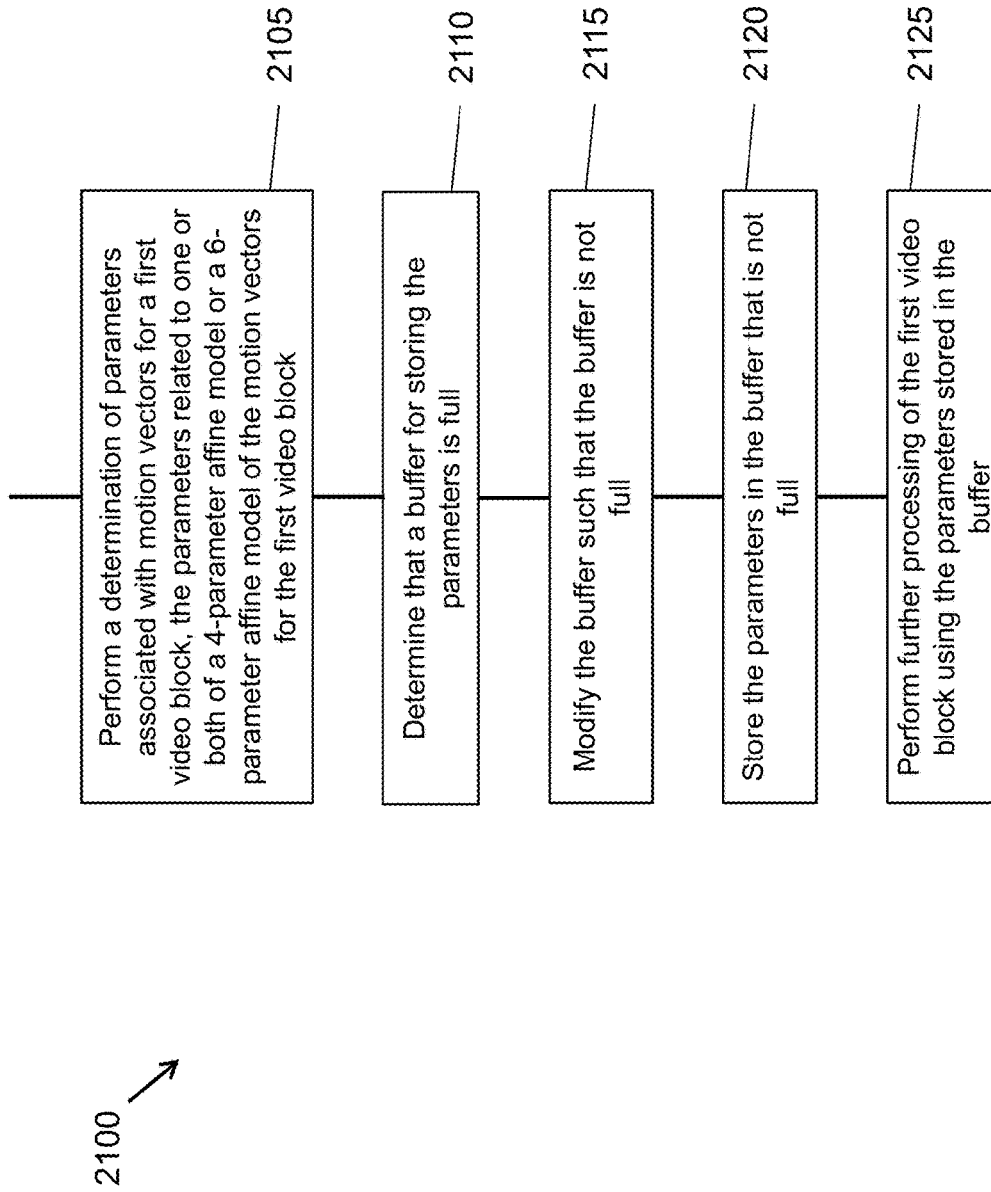 2100
Perform a determination of parameters
associated with motion vectors for a first
video block, the parameters related to one or
both of a 4-parameter affine model or a 6-
parameter affine model of the motion vectors
for the first video block
2105
Determine that a buffer for storing the
parameters is full
2110
Modify the buffer such that the buffer is not
full
2115
Store the parameters in the buffer that is not
full
2120
Perform further processing of the first video
block using the parameters stored in the
buffer
2125